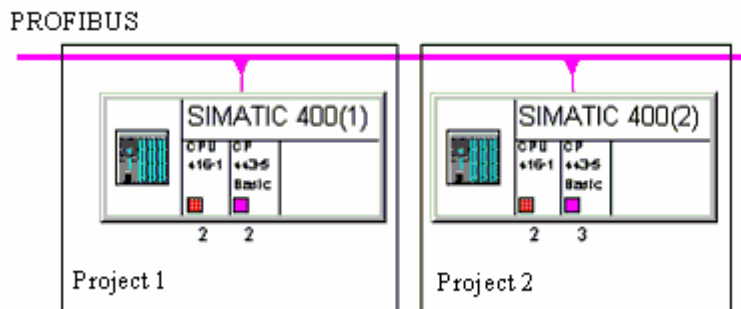 PROFIBUS
SIMATIC 400(1)
CPU CP
416-1 443-5
Basic
2 2
Project 1
SIMATIC 400(2)
CPU CP
416-1 443-5
Basic
2 3
Project 2